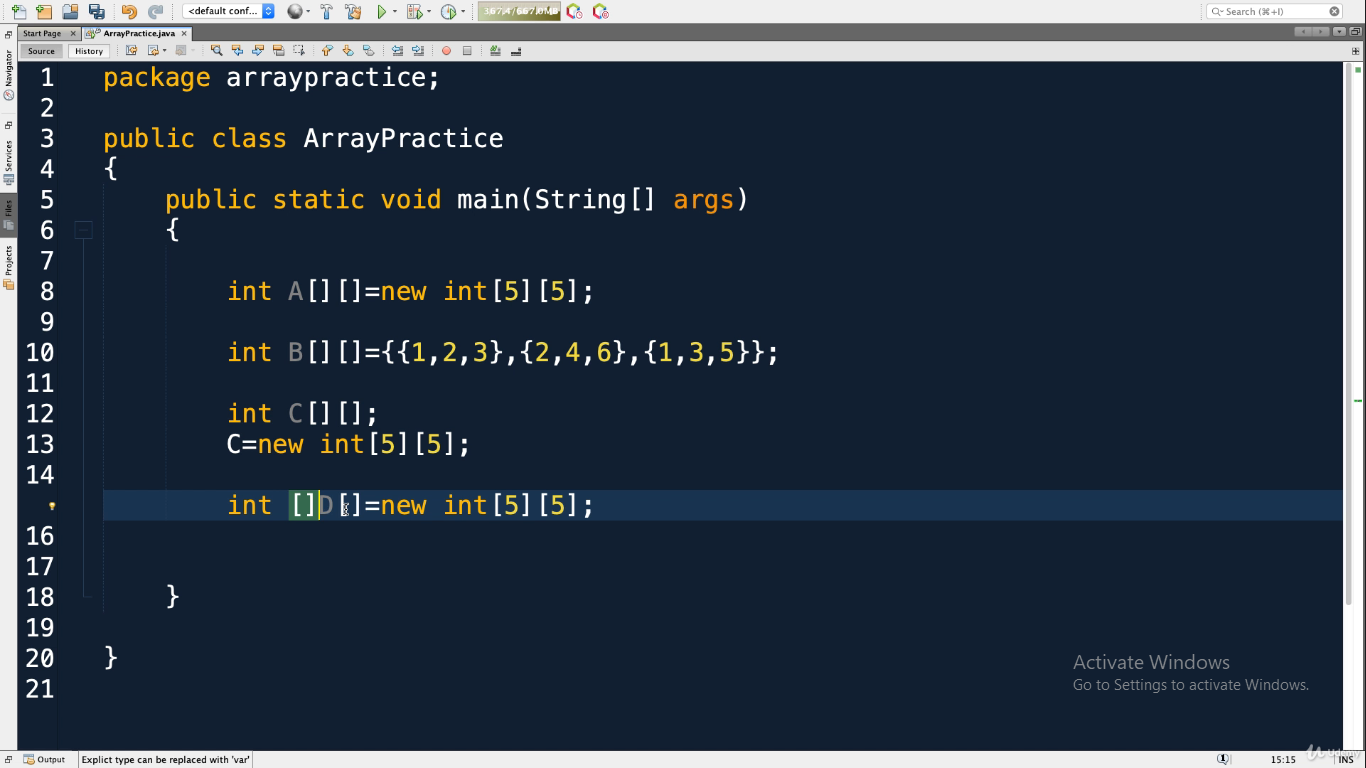 <default conf...
367.4/667.0MB
Search (⌘+I)
Start Page
ArrayPractice.java
Source History
Navigator
Services
Files
Projects
1 package arraypractice;
2
3 public class ArrayPractice
4 {
5 public static void main(String[] args)
6 {
7
8 int A[][]=new int[5][5];
9
10 int B[][]={{1,2,3},{2,4,6},{1,3,5}};
11
12 int C[][];
13 C=new int[5][5];
14
int []D[]=new int[5][5];
16
17
18 }
19
20 }
21
Activate Windows
Go to Settings to activate Windows.
Output
Explict type can be replaced with 'var'
1
15:15
INS
Udemy